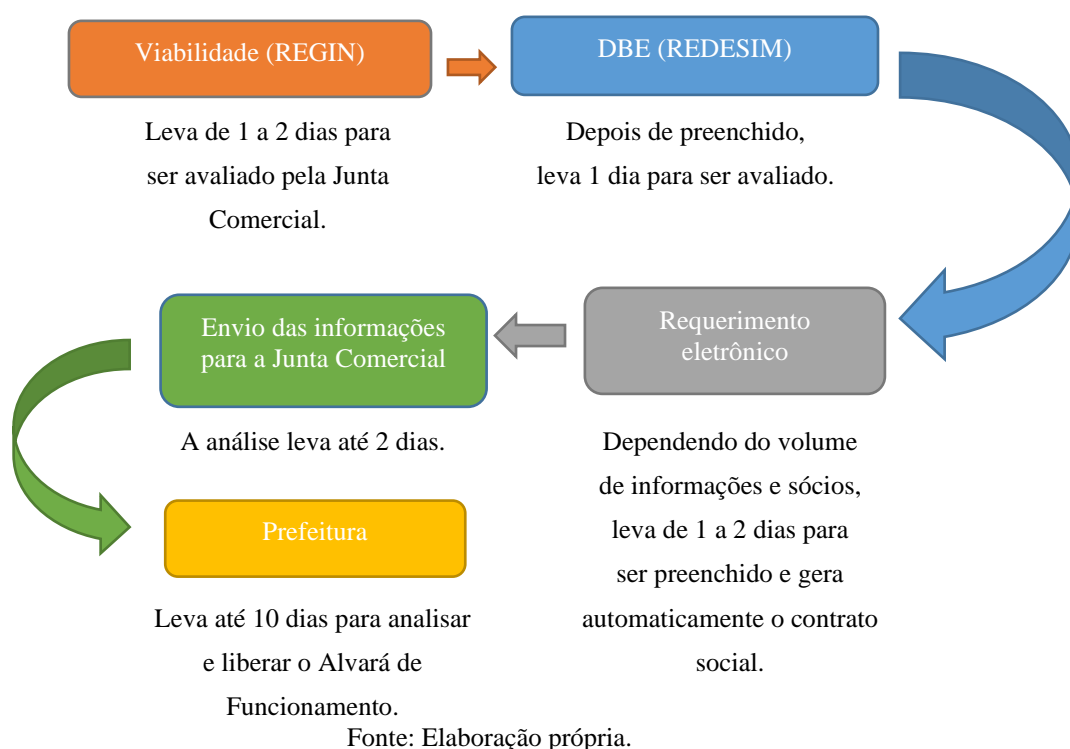 Viabilidade (REGIN)
Leva de 1 a 2 dias para
ser avaliado pela Junta
Comercial.
DBE (REDESIM)
Depois de preenchido,
leva 1 dia para ser avaliado.
Requerimento
eletrônico
Dependendo do volume
de informações e sócios,
leva de 1 a 2 dias para
ser preenchido e gera
automaticamente o contrato
social.
Envio das informações
para a Junta Comercial
A análise leva até 2 dias.
Prefeitura
Leva até 10 dias para analisar
e liberar o Alvará de
Funcionamento.
Fonte: Elaboração própria.